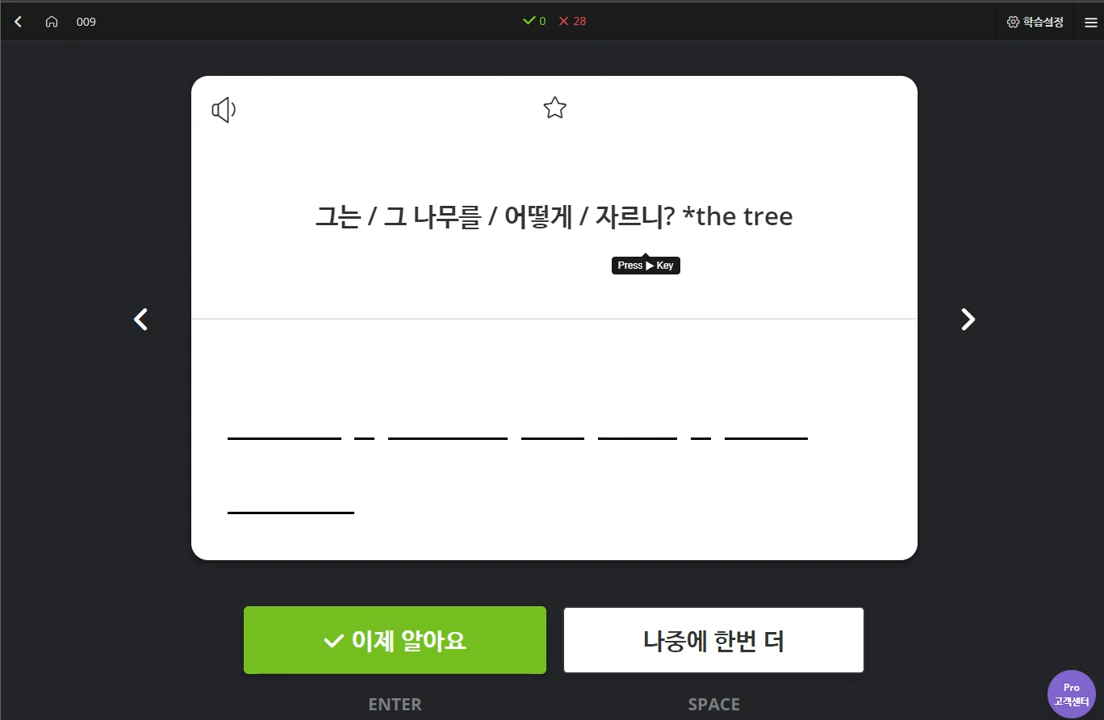 009
0
28
학습설정
그는 / 그 나무를 / 어떻게 / 자르니? *the tree
Press ▶ Key
이제 알아요
나중에 한번 더
ENTER
SPACE
Pro
고객센터